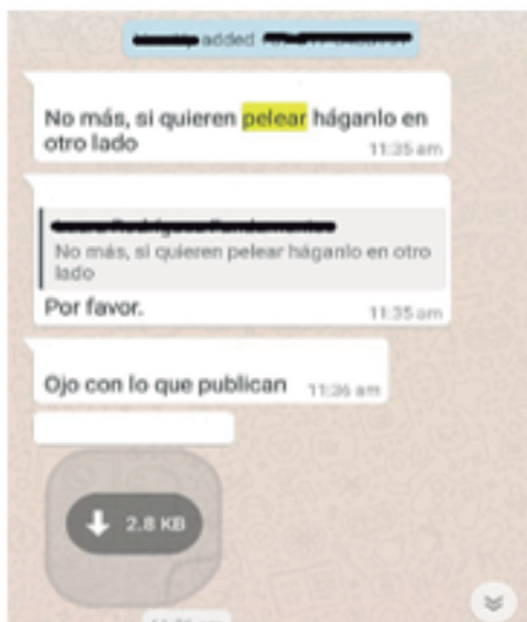 added
No más, si quieren pelear háganlo en
otro lado
11:35 am
No más, si quieren pelear háganlo en otro
lado
Por favor.
11:35 am
Ojo con lo que publican
11:36 am
2.8 KB